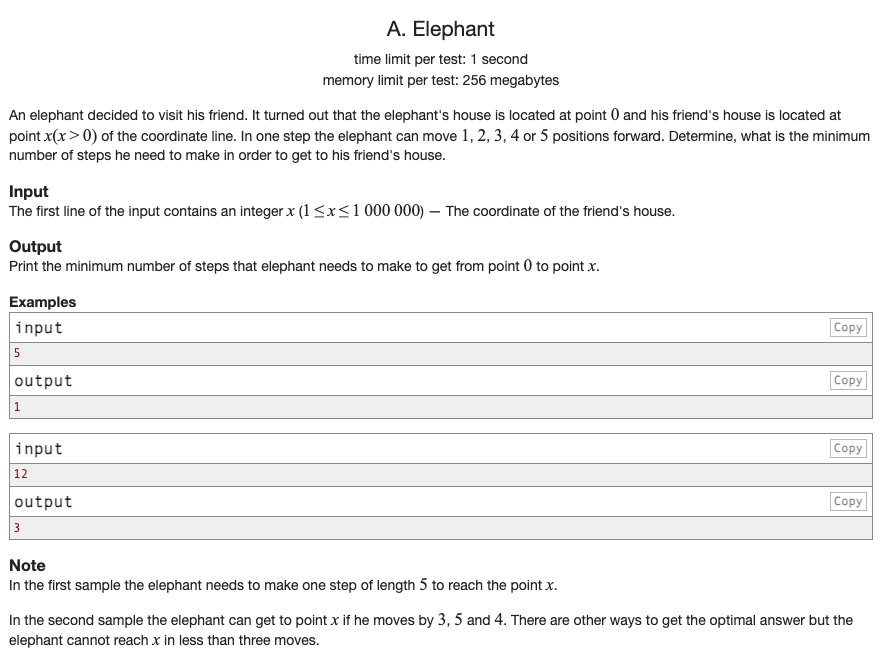 A. Elephant
time limit per test: 1 second
memory limit per test: 256 megabytes
An elephant decided to visit his friend. It turned out that the elephant's house is located at point 0 and his friend's house is located at
point x(x > 0) of the coordinate line. In one step the elephant can move 1, 2, 3, 4 or 5 positions forward. Determine, what is the minimum
number of steps he need to make in order to get to his friend's house.
Input
The first line of the input contains an integer x (1 ≤ x ≤ 1 000 000) — The coordinate of the friend's house.
Output
Print the minimum number of steps that elephant needs to make to get from point 0 to point x.
Examples
input Copy
5
output Copy
1
input Copy
12
output Copy
3
Note
In the first sample the elephant needs to make one step of length 5 to reach the point x.
In the second sample the elephant can get to point x if he moves by 3, 5 and 4. There are other ways to get the optimal answer but the
elephant cannot reach x in less than three moves.